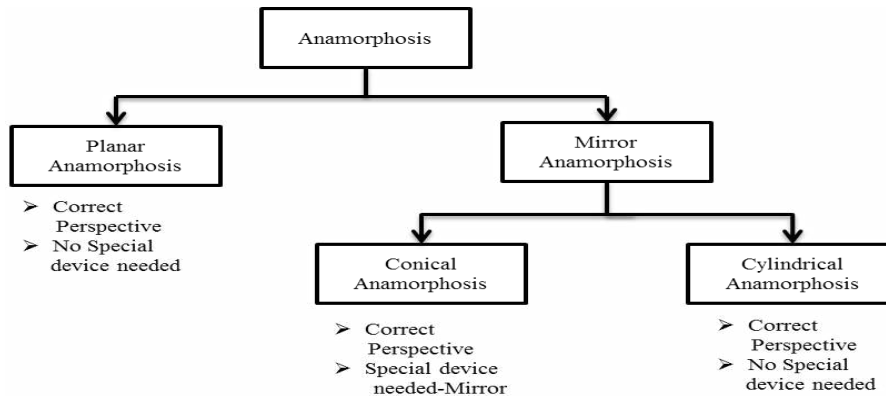 Anamorphosis
Planar
Anamorphosis
➢ Correct
Perspective
➢ No Special
device needed
Mirror
Anamorphosis
Conical
Anamorphosis
➢ Correct
Perspective
➢ Special device
needed-Mirror
Cylindrical
Anamorphosis
➢ Correct
Perspective
➢ No Special
device needed